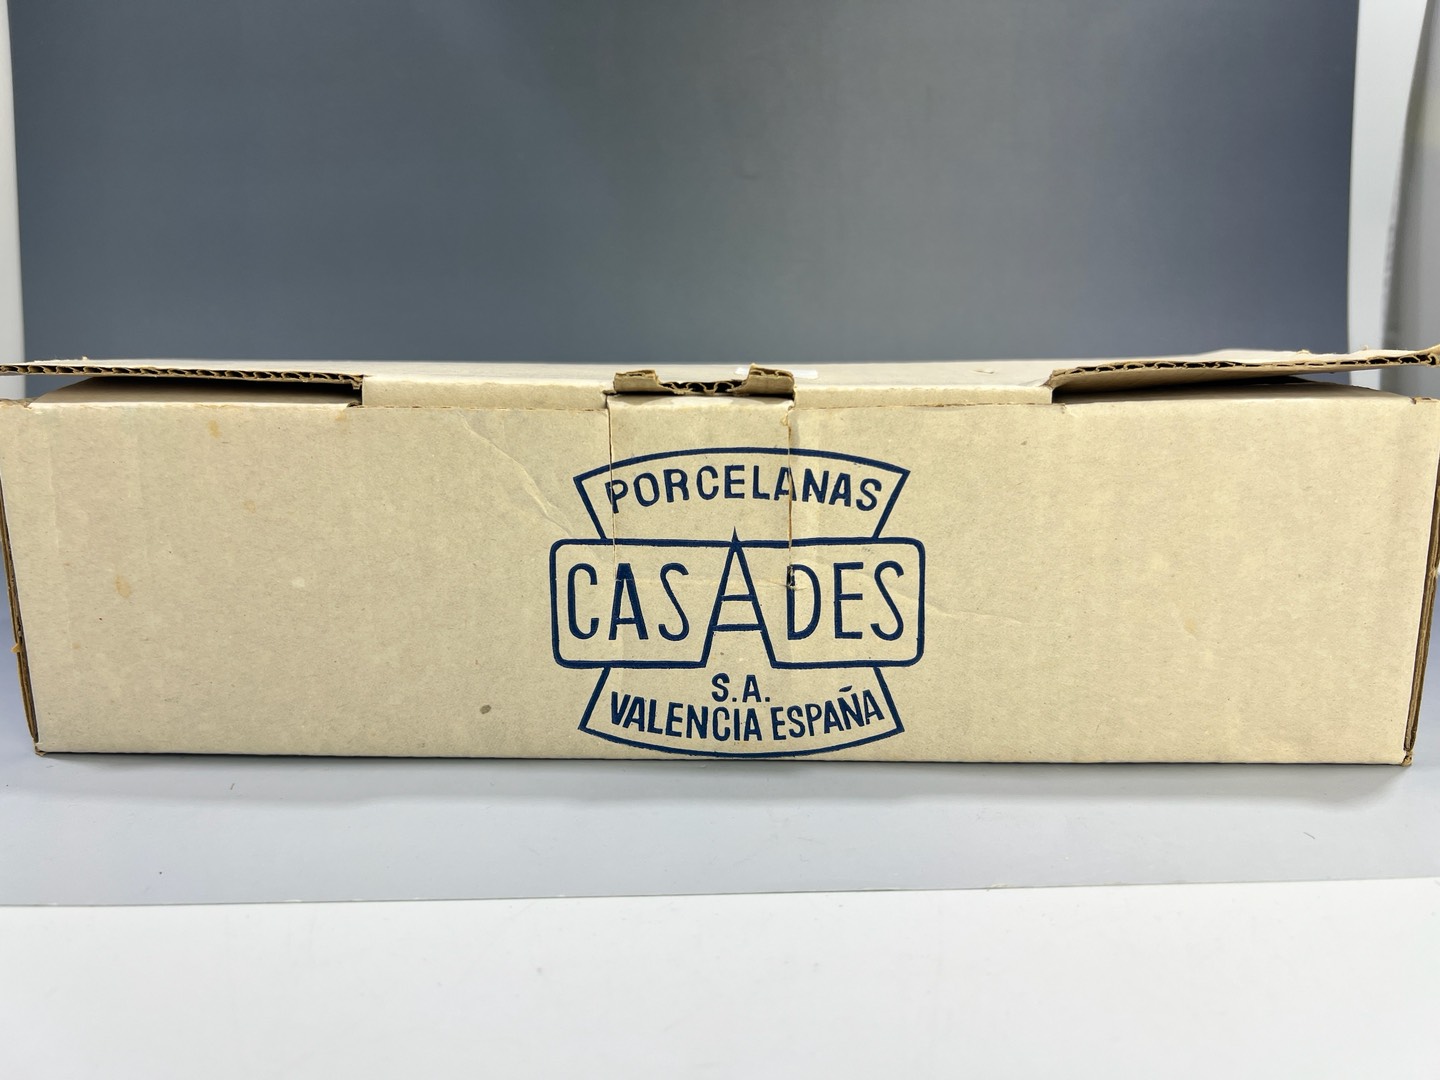 PORCELANAS
CASADES
S.A.
VALENCIA ESPAÑA